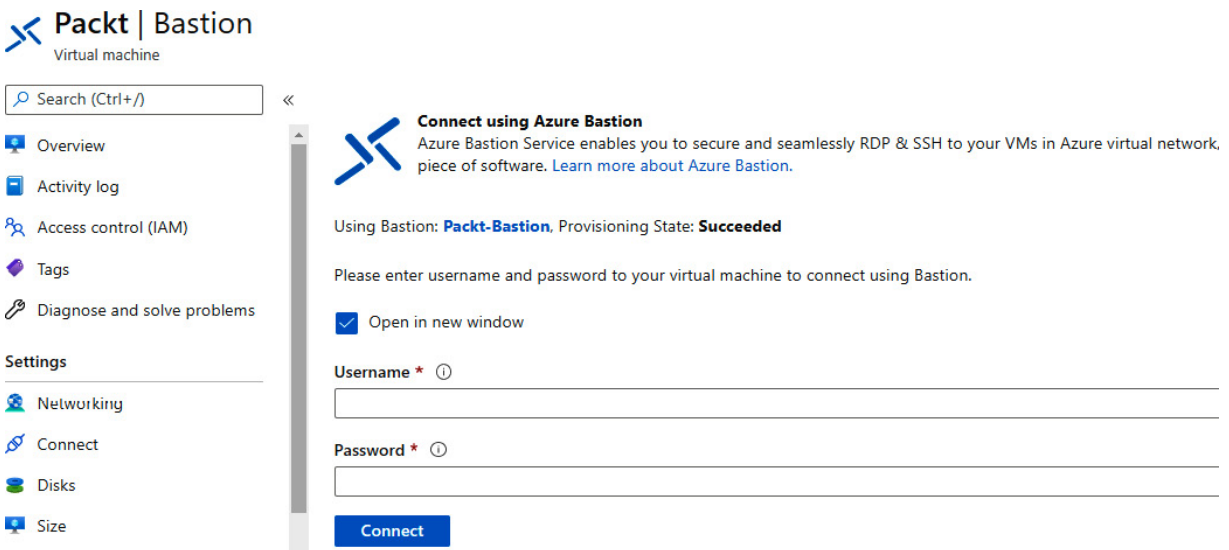 Packt | Bastion
Virtual machine
Search (Ctrl+/)
«
Overview
Activity log
Access control (IAM)
Tags
Diagnose and solve problems
Settings
Networking
Connect
Disks
Size
Connect using Azure Bastion
Azure Bastion Service enables you to secure and seamlessly RDP & SSH to your VMs in Azure virtual network,
piece of software. Learn more about Azure Bastion.
Using Bastion: Packt-Bastion, Provisioning State: Succeeded
Please enter username and password to your virtual machine to connect using Bastion.
Open in new window
Username *
Password *
Connect